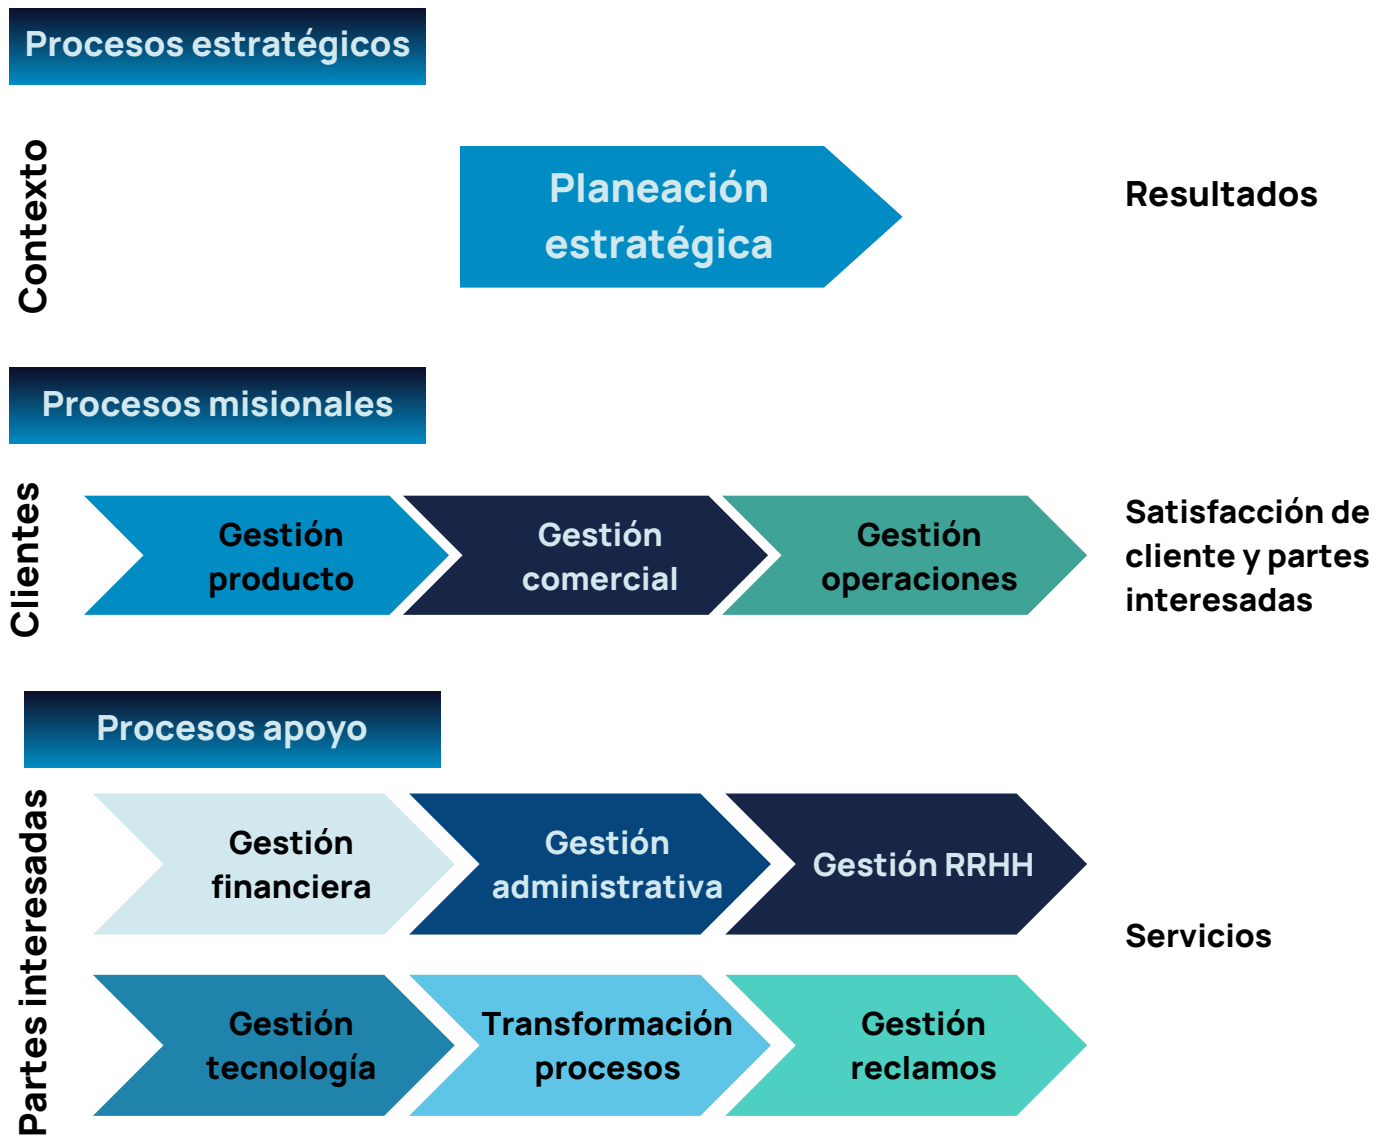 Procesos estratégicos
Contexto
Planeación
estratégica
Resultados
Procesos misionales
Clientes
Gestión
producto
Gestión
comercial
Gestión
operaciones
Satisfacción de
cliente y partes
interesadas
Procesos apoyo
Partes interesadas
Gestión
financiera
Gestión
administrativa
Gestión RRHH
Gestión
tecnología
Transformación
procesos
Gestión
reclamos
Servicios